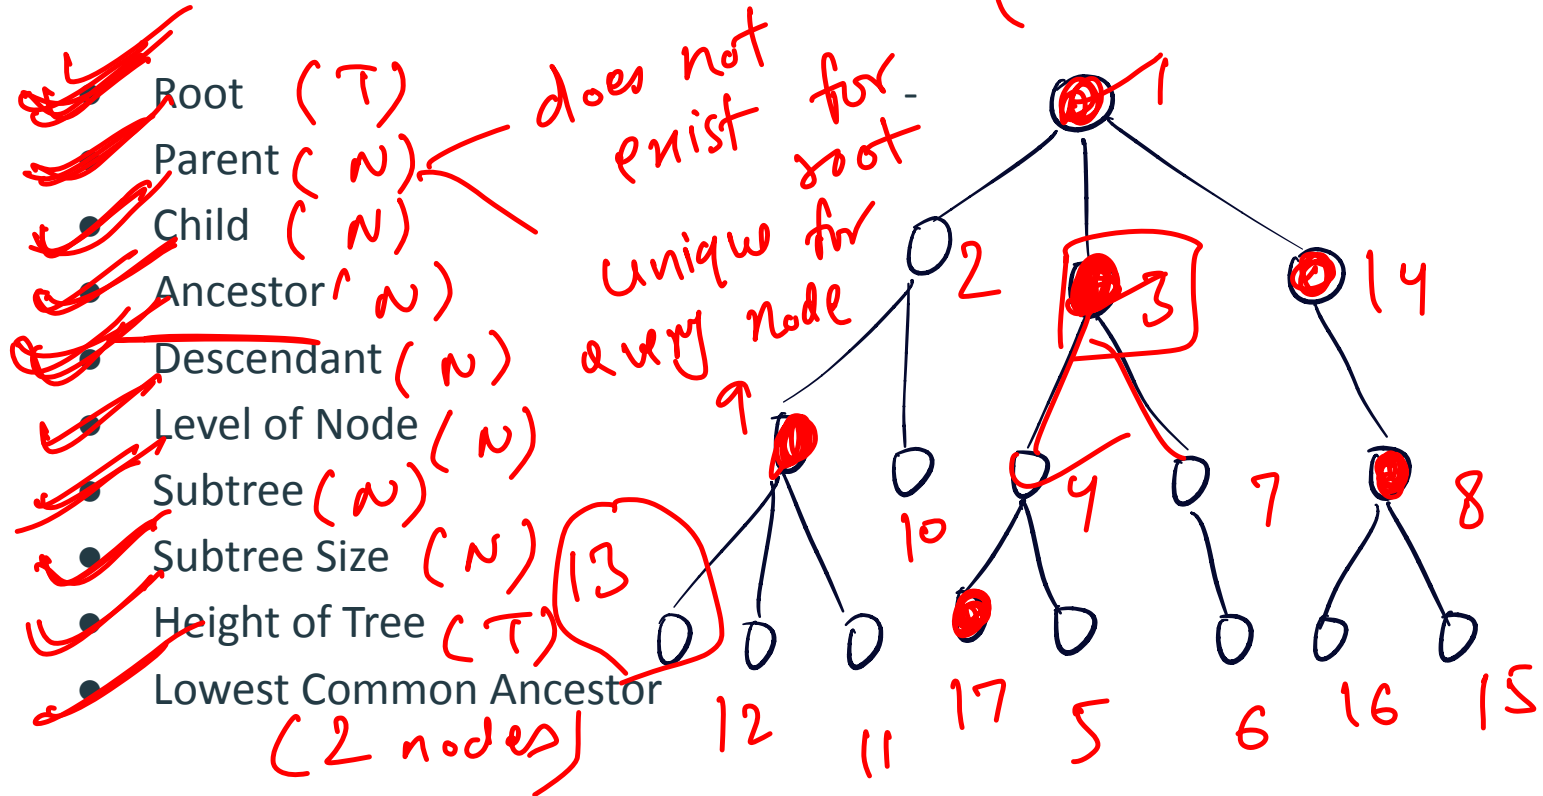 Root (T)
Parent (N)
does not
exist for
root
unique for
every node
Child (N)
Ancestor (N)
Descendant (N)
Level of Node (N)
Subtree (N)
Subtree Size (N)
Height of Tree (T)
Lowest Common Ancestor
(2 nodes)
1
2
3
14
9
10
4
7
8
13
12
11
17
5
6
16
15